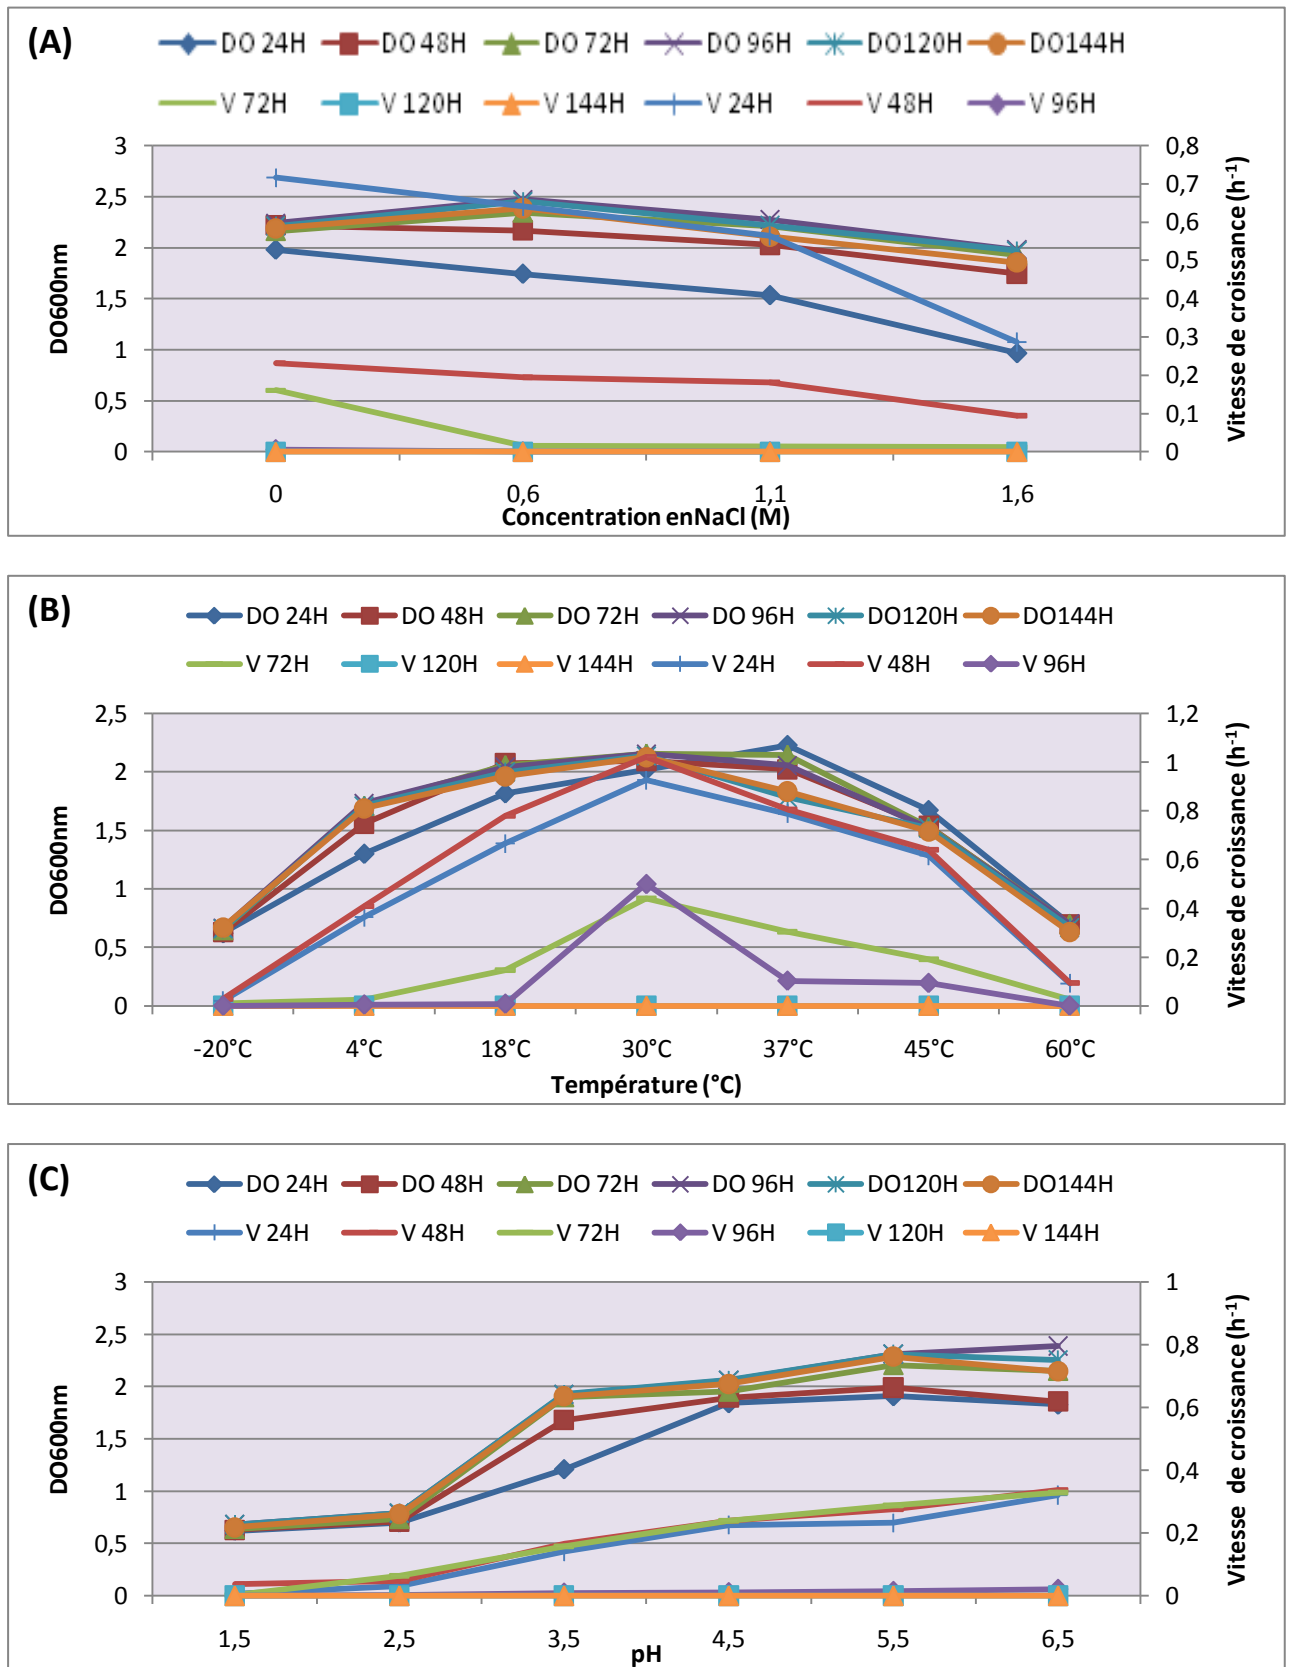 (A)
DO 24H DO 48H DO 72H DO 96H DO120H DO144H
V 72H V 120H V 144H V 24H V 48H V 96H
3 0,8
0,7
2,5
0,6
2
0,5
1,5 0,4
0,3
1
0,2
0,5
0,1
0 0
DO600nm
Vitesse de croissance (h-1)
0 0,6 1,1 1,6
Concentration enNaCl (M)
(B)
DO 24H DO 48H DO 72H DO 96H DO120H DO144H
V 72H V 120H V 144H V 24H V 48H V 96H
2,5 1,2
1
2
0,8
1,5
0,6
1
0,4
0,5
0,2
0 0
DO600nm
Vitesse de croissance (h-1)
-20°C 4°C 18°C 30°C 37°C 45°C 60°C
Température (°C)
(C)
DO 24H DO 48H DO 72H DO 96H DO120H DO144H
V 24H V 48H V 72H V 96H V 120H V 144H
3 1
2,5
0,8
2
0,6
1,5
0,4
1
0,2
0,5
0 0
DO600nm
Vitesse de croissance (h-1)
1,5 2,5 3,5 4,5 5,5 6,5
pH